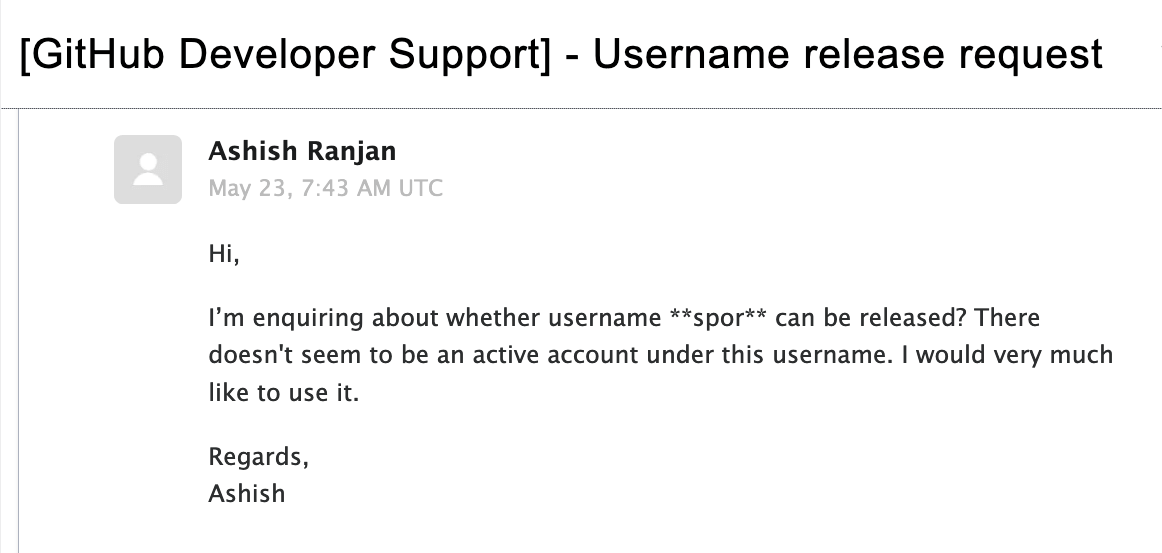 [GitHub Developer Support] - Username release request
Ashish Ranjan
May 23, 7:43 AM UTC
Hi,
I’m enquiring about whether username **spor** can be released? There
doesn't seem to be an active account under this username. I would very much
like to use it.
Regards,
Ashish